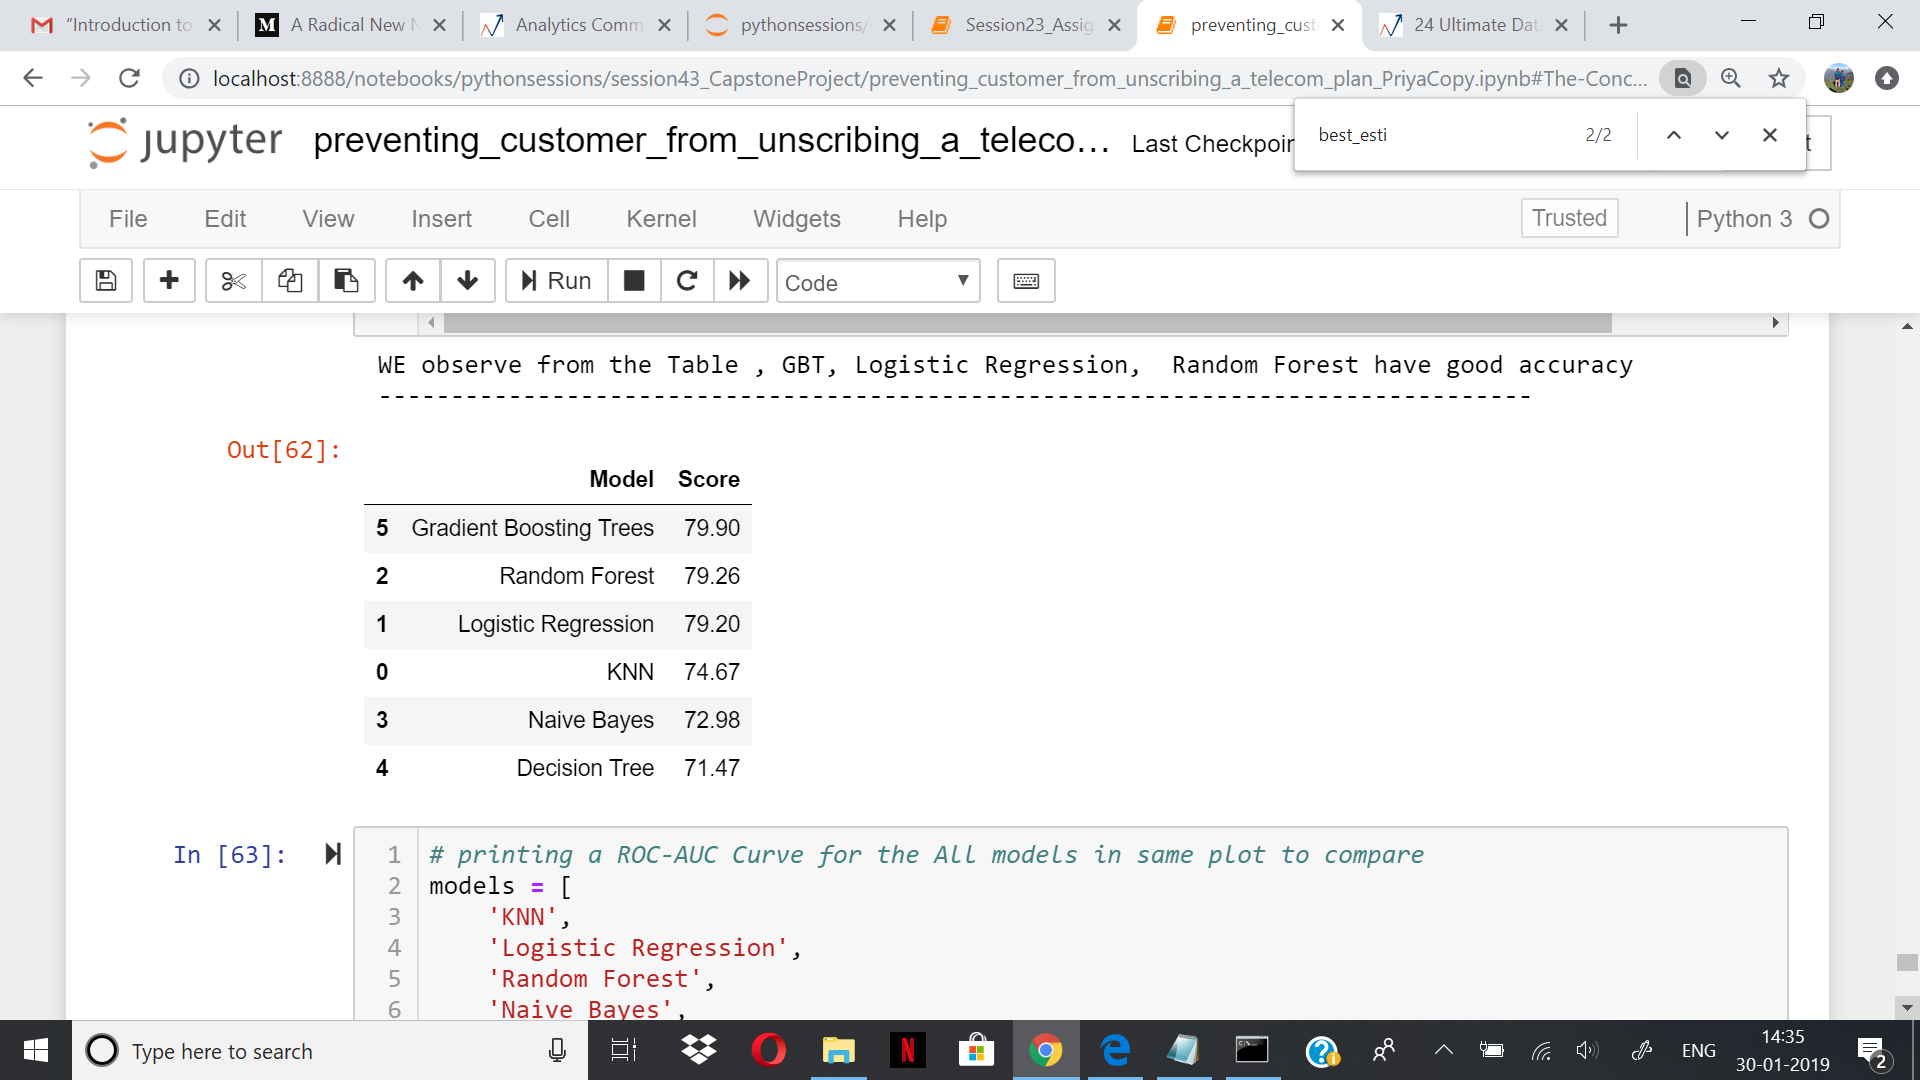 "Introduction to
A Radical New N
Analytics Comm
pythonsessions/
Session23_Assig
preventing_cust
24 Ultimate Dat
localhost:8888/notebooks/pythonsessions/session43_CapstoneProject/preventing_customer_from_unscribing_a_telecom_plan_PriyaCopy.ipynb#The-Conc...
best_esti 2/2
jupyter preventing_customer_from_unscribing_a_teleco... Last Checkpoin
File Edit View Insert Cell Kernel Widgets Help Trusted Python 3
Run Code
WE observe from the Table , GBT, Logistic Regression,  Random Forest have good accuracy
--------------------------------------------------------------------------------
Out[62]:
Model Score
5 Gradient Boosting Trees 79.90
2 Random Forest 79.26
1 Logistic Regression 79.20
0 KNN 74.67
3 Naive Bayes 72.98
4 Decision Tree 71.47
In [63]:
1 # printing a ROC-AUC Curve for the All models in same plot to compare
2 models = [
3 'KNN',
4 'Logistic Regression',
5 'Random Forest',
6 'Naive Bayes',
Type here to search
ENG
14:35
30-01-2019
2